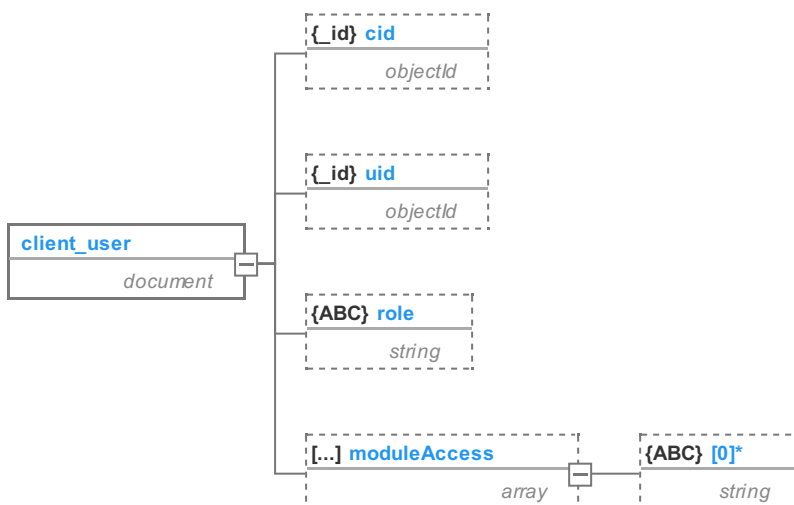 {_id} cid
objectId
{_id} uid
objectId
client_user
document
{ABC} role
string
[...] moduleAccess
array
{ABC} [0]*
string